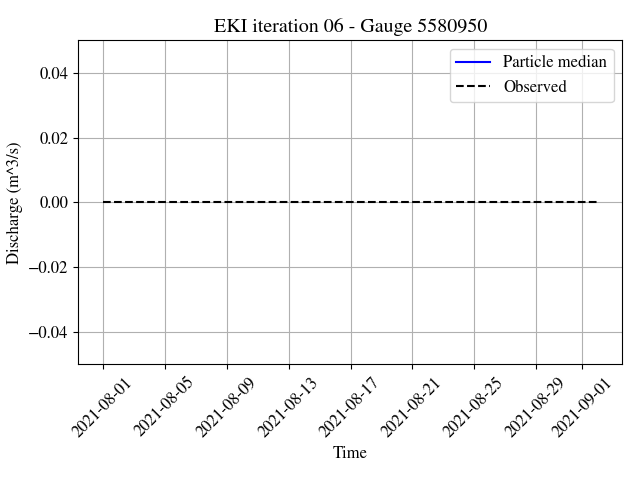 EKI iteration 06 - Gauge 5580950
Particle median
Observed
Discharge (m^3/s)
0.04
0.02
0.00
−0.02
−0.04
2021-08-01
2021-08-05
2021-08-09
2021-08-13
2021-08-17
2021-08-21
2021-08-25
2021-08-29
2021-09-01
Time